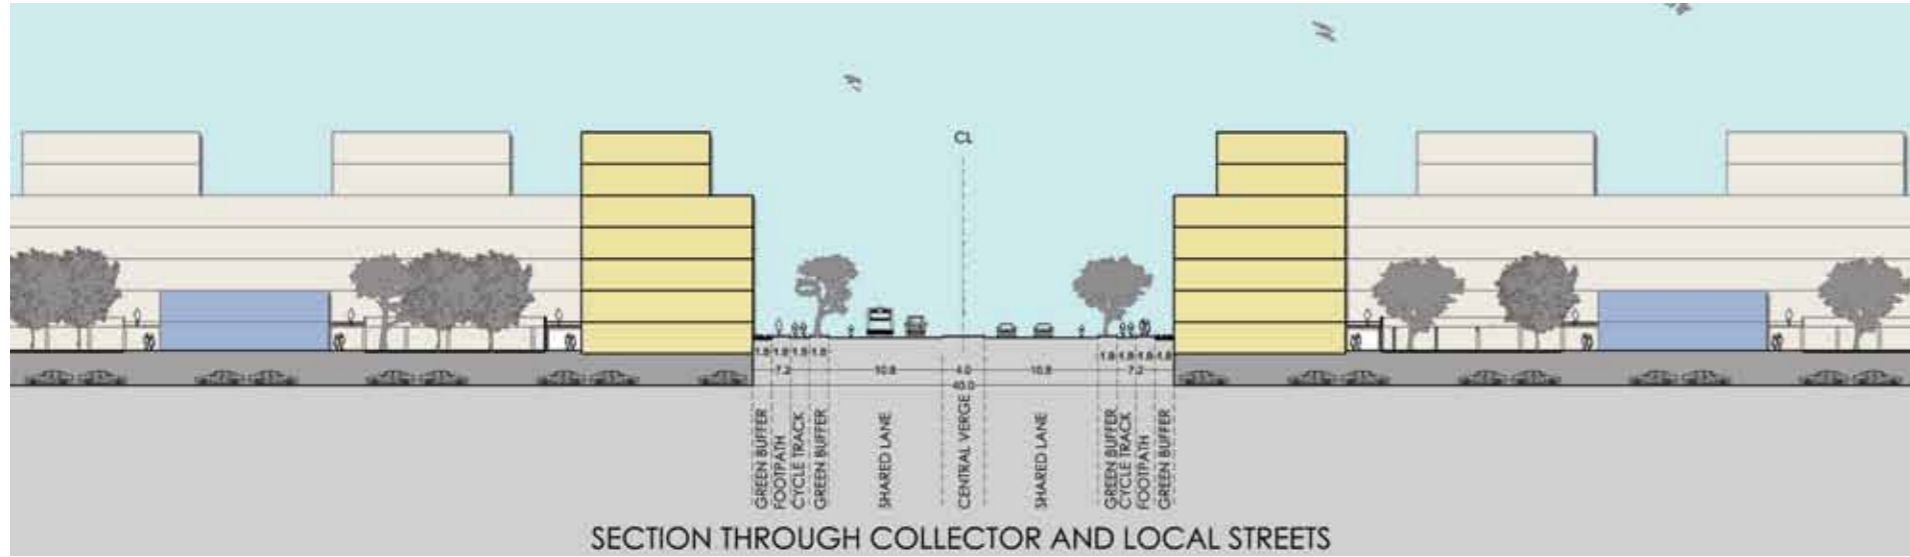 CL
1.8 1.8 1.8 1.8
7.2 10.8 4.0 10.8 7.2
1.8 1.8 1.8 1.8
40.0
GREEN BUFFER
FOOTPATH
CYCLE TRACK
GREEN BUFFER
SHARED LANE
CENTRAL VERGE
SHARED LANE
GREEN BUFFER
CYCLE TRACK
FOOTPATH
GREEN BUFFER
SECTION THROUGH COLLECTOR AND LOCAL STREETS